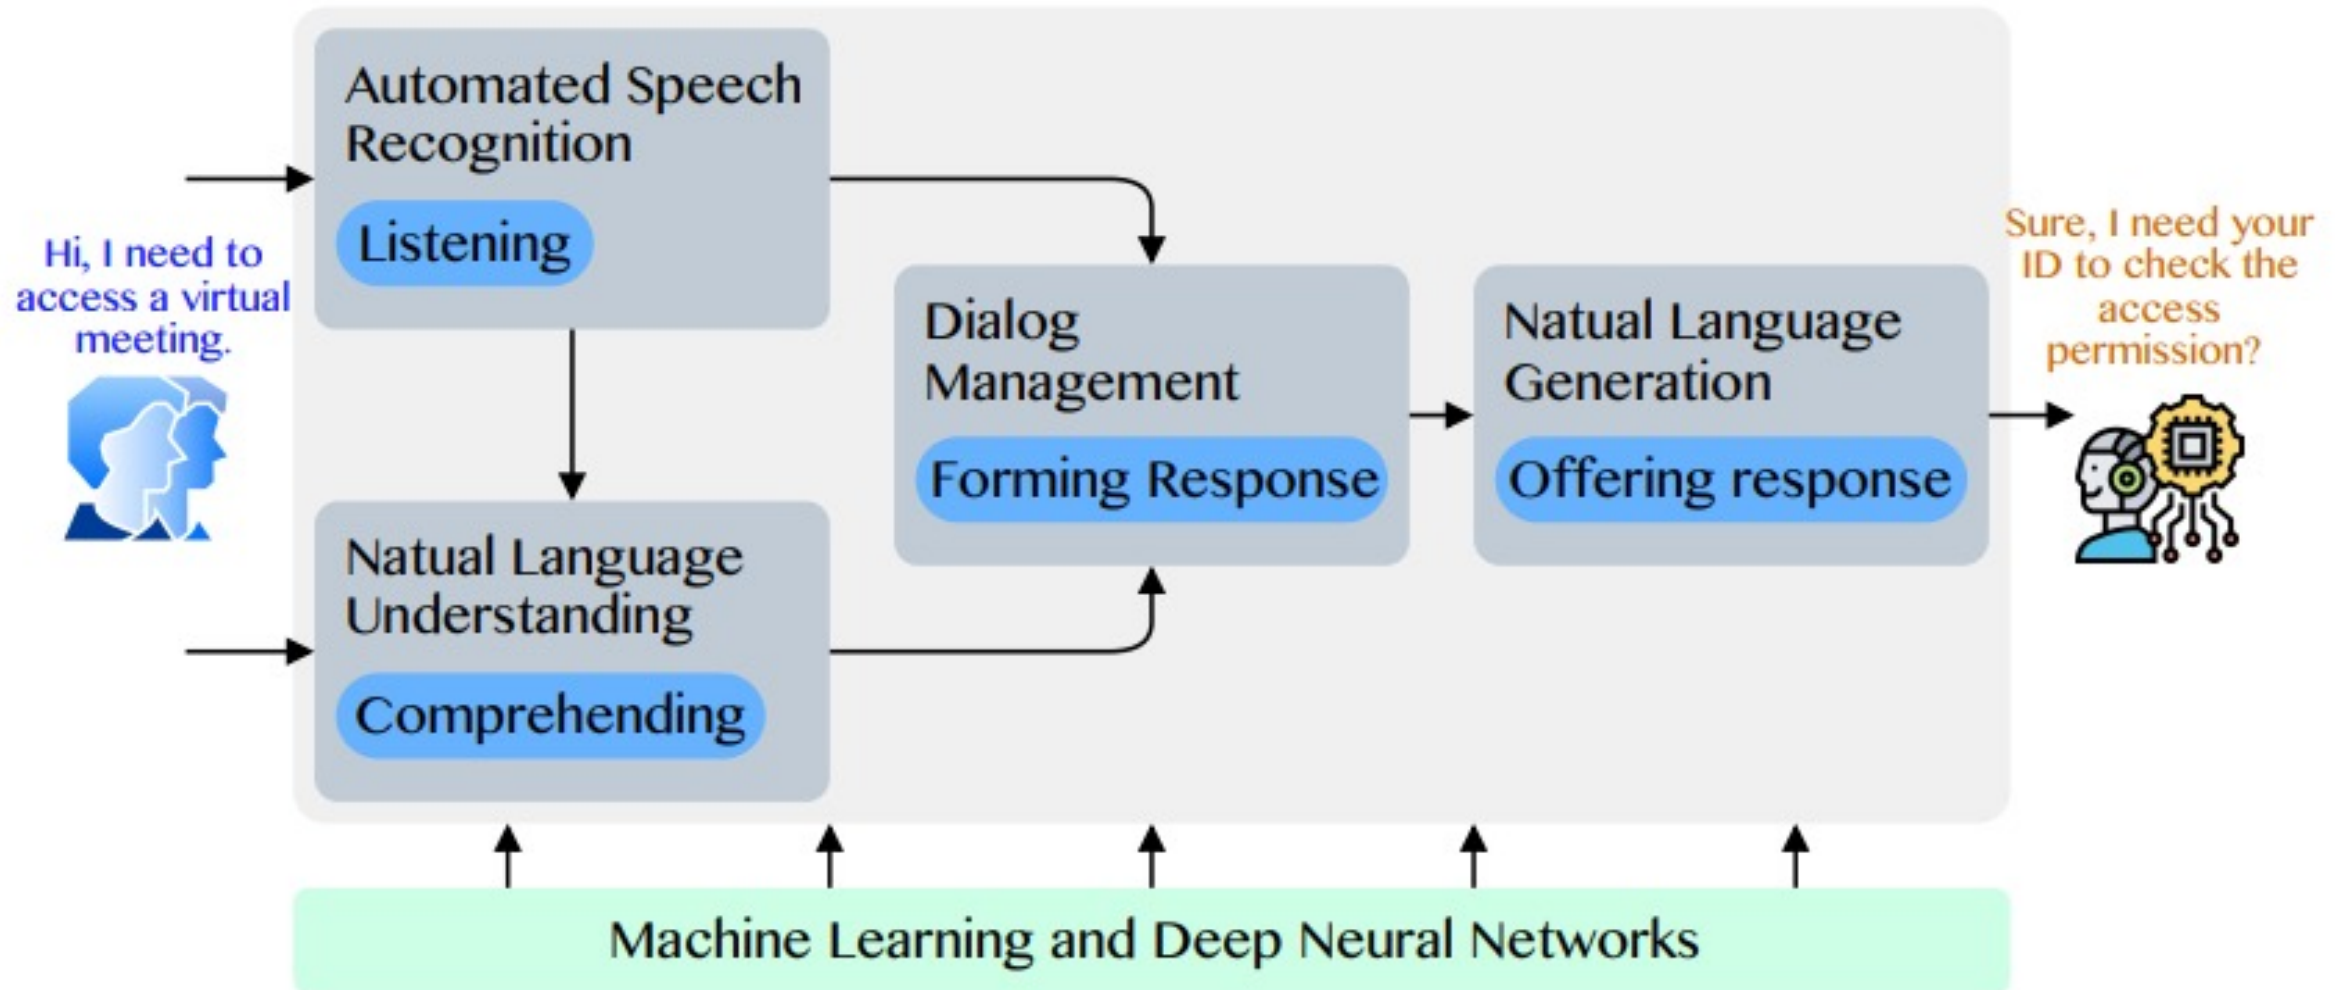 Hi, I need to
access a virtual
meeting.
Automated Speech
Recognition
Listening
Natual Language
Understanding
Comprehending
Dialog
Management
Forming Response
Natual Language
Generation
Offering response
Sure, I need your
ID to check the
access
permission?
Machine Learning and Deep Neural Networks